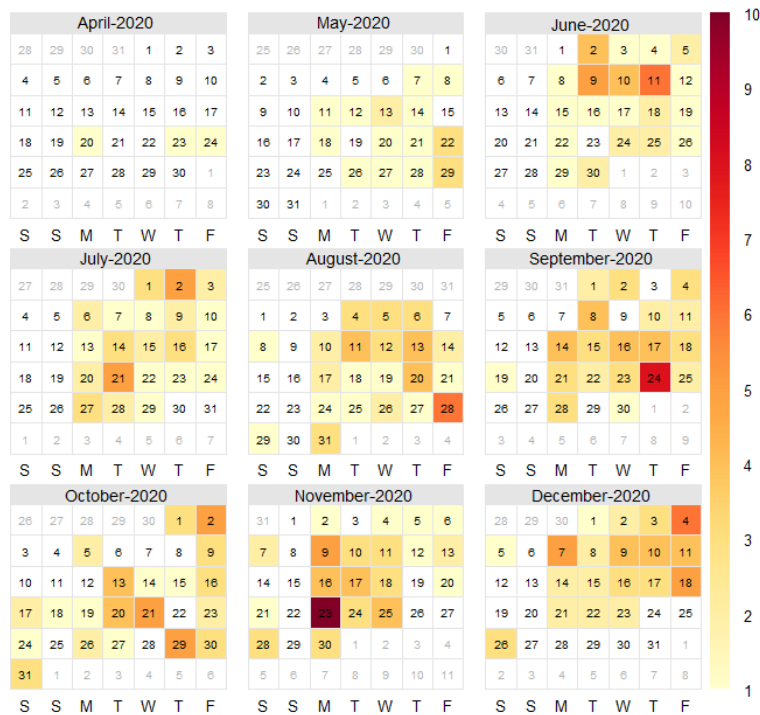 April-2020 May-2020 June-2020 10
28 29 30 31 1 2 3 25 26 27 28 29 30 1 30 31 1 2 3 4 5
4 5 6 7 8 9 10 2 3 4 5 6 7 8 6 7 8 9 10 11 12 9
11 12 13 14 15 16 17 9 10 11 12 13 14 15 13 14 15 16 17 18 19
18 19 20 21 22 23 24 16 17 18 19 20 21 22 20 21 22 23 24 25 26
25 26 27 28 29 30 1 23 24 25 26 27 28 29 27 28 29 30 1 2 3 8
2 3 4 5 6 7 8 30 31 1 2 3 4 5 4 5 6 7 8 9 10
S S M T W T F S S M T W T F S S M T W T F 7
July-2020 August-2020 September-2020
27 28 29 30 1 2 3 25 26 27 28 29 30 31 29 30 31 1 2 3 4
4 5 6 7 8 9 10 1 2 3 4 5 6 7 5 6 7 8 9 10 11 6
11 12 13 14 15 16 17 8 9 10 11 12 13 14 12 13 14 15 16 17 18
18 19 20 21 22 23 24 15 16 17 18 19 20 21 19 20 21 22 23 24 25
25 26 27 28 29 30 31 22 23 24 25 26 27 28 26 27 28 29 30 1 2 5
1 2 3 4 5 6 7 29 30 31 1 2 3 4 3 4 5 6 7 8 9
S S M T W T F S S M T W T F S S M T W T F 4
October-2020 November-2020 December-2020
26 27 28 29 30 1 2 31 1 2 3 4 5 6 28 29 30 1 2 3 4
3 4 5 6 7 8 9 7 8 9 10 11 12 13 5 6 7 8 9 10 11 3
10 11 12 13 14 15 16 14 15 16 17 18 19 20 12 13 14 15 16 17 18
17 18 19 20 21 22 23 21 22 23 24 25 26 27 19 20 21 22 23 24 25 2
24 25 26 27 28 29 30 28 29 30 1 2 3 4 26 27 28 29 30 31 1
31 1 2 3 4 5 6 5 6 7 8 9 10 11 2 3 4 5 6 7 8 1
S S M T W T F S S M T W T F S S M T W T F